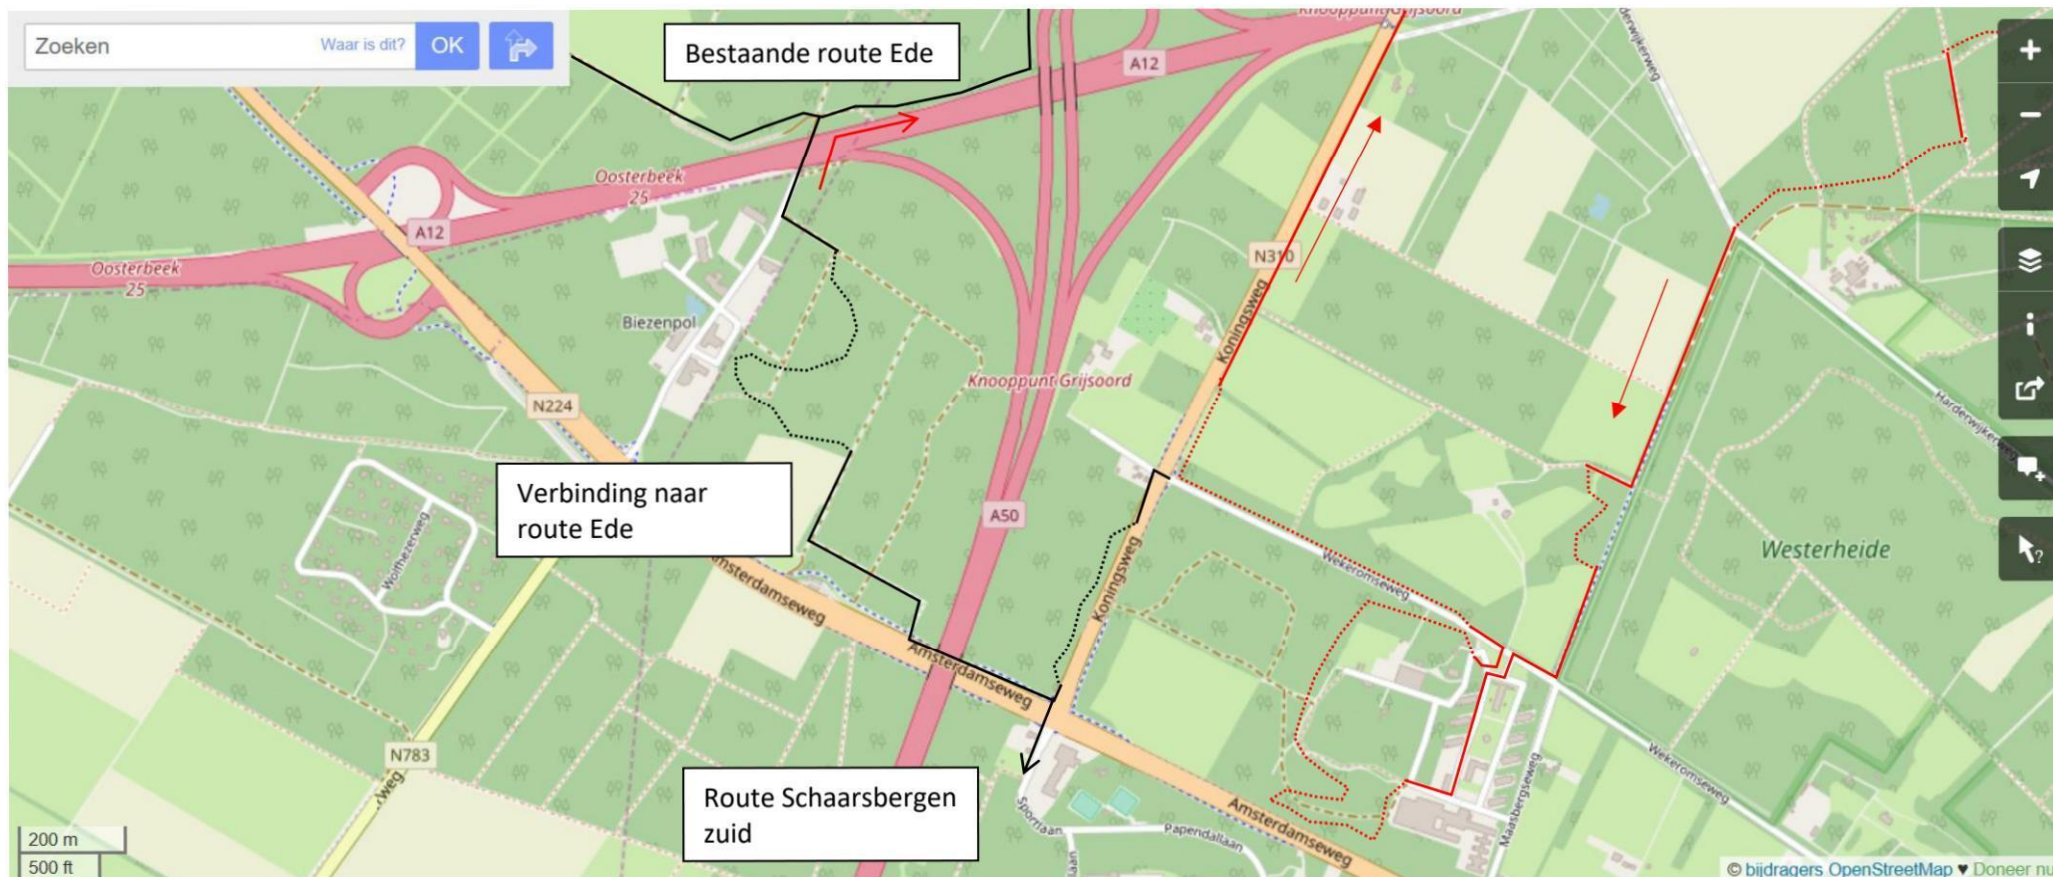 Zoeken
Waar is dit?
OK
Bestaande route Ede
Knooppunt Grijsoord
A12
Oosterbeek
25
A12
Oosterbeek
25
N310
Koningsweg
Biezenpol
Knooppunt Grijsoord
N224
Verbinding naar
route Ede
A50
Wolfhezerweg
Amsterdamseweg
Koningsweg
Wekeromseweg
Westerheide
Amsterdamseweg
N783
Route Schaarsbergen
zuid
Wekeromseweg
Maasbergseweg
Amsterdamseweg
Papendallaan
200 m
500 ft
© bijdragers OpenStreetMap ♥ Doneer nu